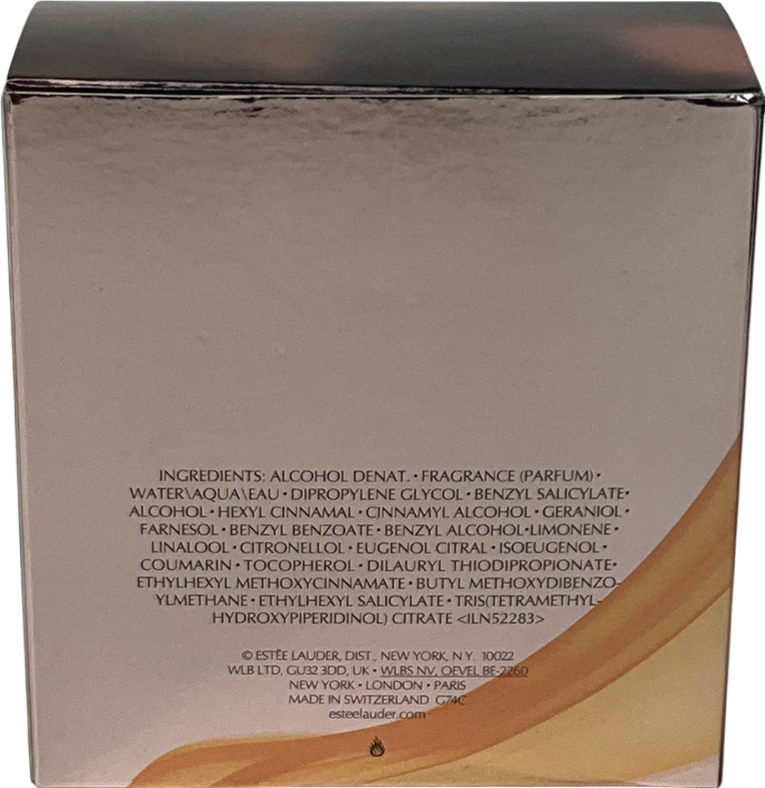 INGREDIENTS: ALCOHOL DENAT. • FRAGRANCE (PARFUM) •
WATER\AQUA\EAU • DIPROPYLENE GLYCOL • BENZYL SALICYLATE•
ALCOHOL • HEXYL CINNAMAL • CINNAMYL ALCOHOL • GERANIOL •
FARNESOL • BENZYL BENZOATE • BENZYL ALCOHOL•LIMONENE•
LINALOOL • CITRONELLOL • EUGENOL CITRAL • ISOEUGENOL •
COUMARIN • TOCOPHEROL • DILAURYL THIODIPROPIONATE•
ETHYLHEXYL METHOXYCINNAMATE • BUTYL METHOXYDIBENZO-
YLMETHANE • ETHYLHEXYL SALICYLATE • TRIS(TETRAMETHYL-
HYDROXYPIPERIDINOL) CITRATE <ILN52283>
© ESTĒE LAUDER, DIST., NEW YORK, N.Y. 10022
WLB LTD, GU32 3DD, UK • WLBS NV, OEVEL BE-2260
NEW YORK • LONDON • PARIS
MADE IN SWITZERLAND G74C
esteelauder.com